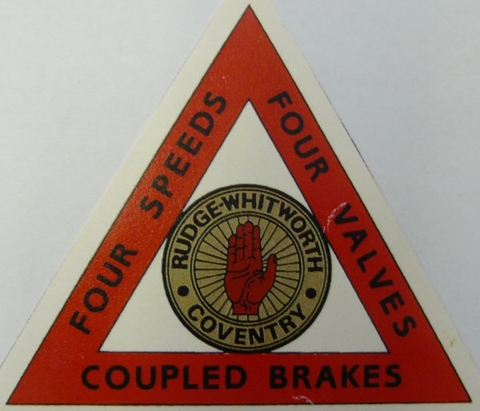 FOUR SPEEDS
FOUR VALVES
RUDGE-WHITWORTH
COVENTRY
COUPLED BRAKES